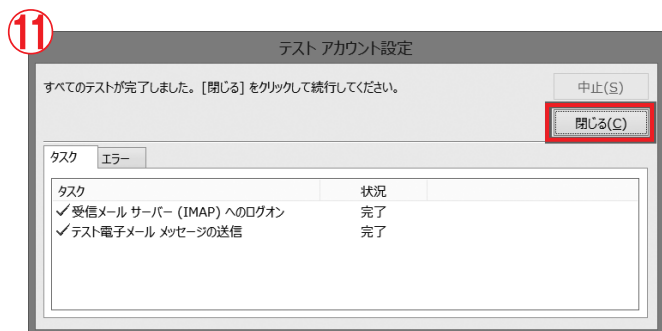 ⑪
テスト アカウント設定
すべてのテストが完了しました。[閉じる] をクリックして続行してください。
中止(S)
閉じる(C)
タスク エラー
タスク 状況
✓受信メール サーバー (IMAP) へのログオン 完了
✓テスト電子メール メッセージの送信 完了